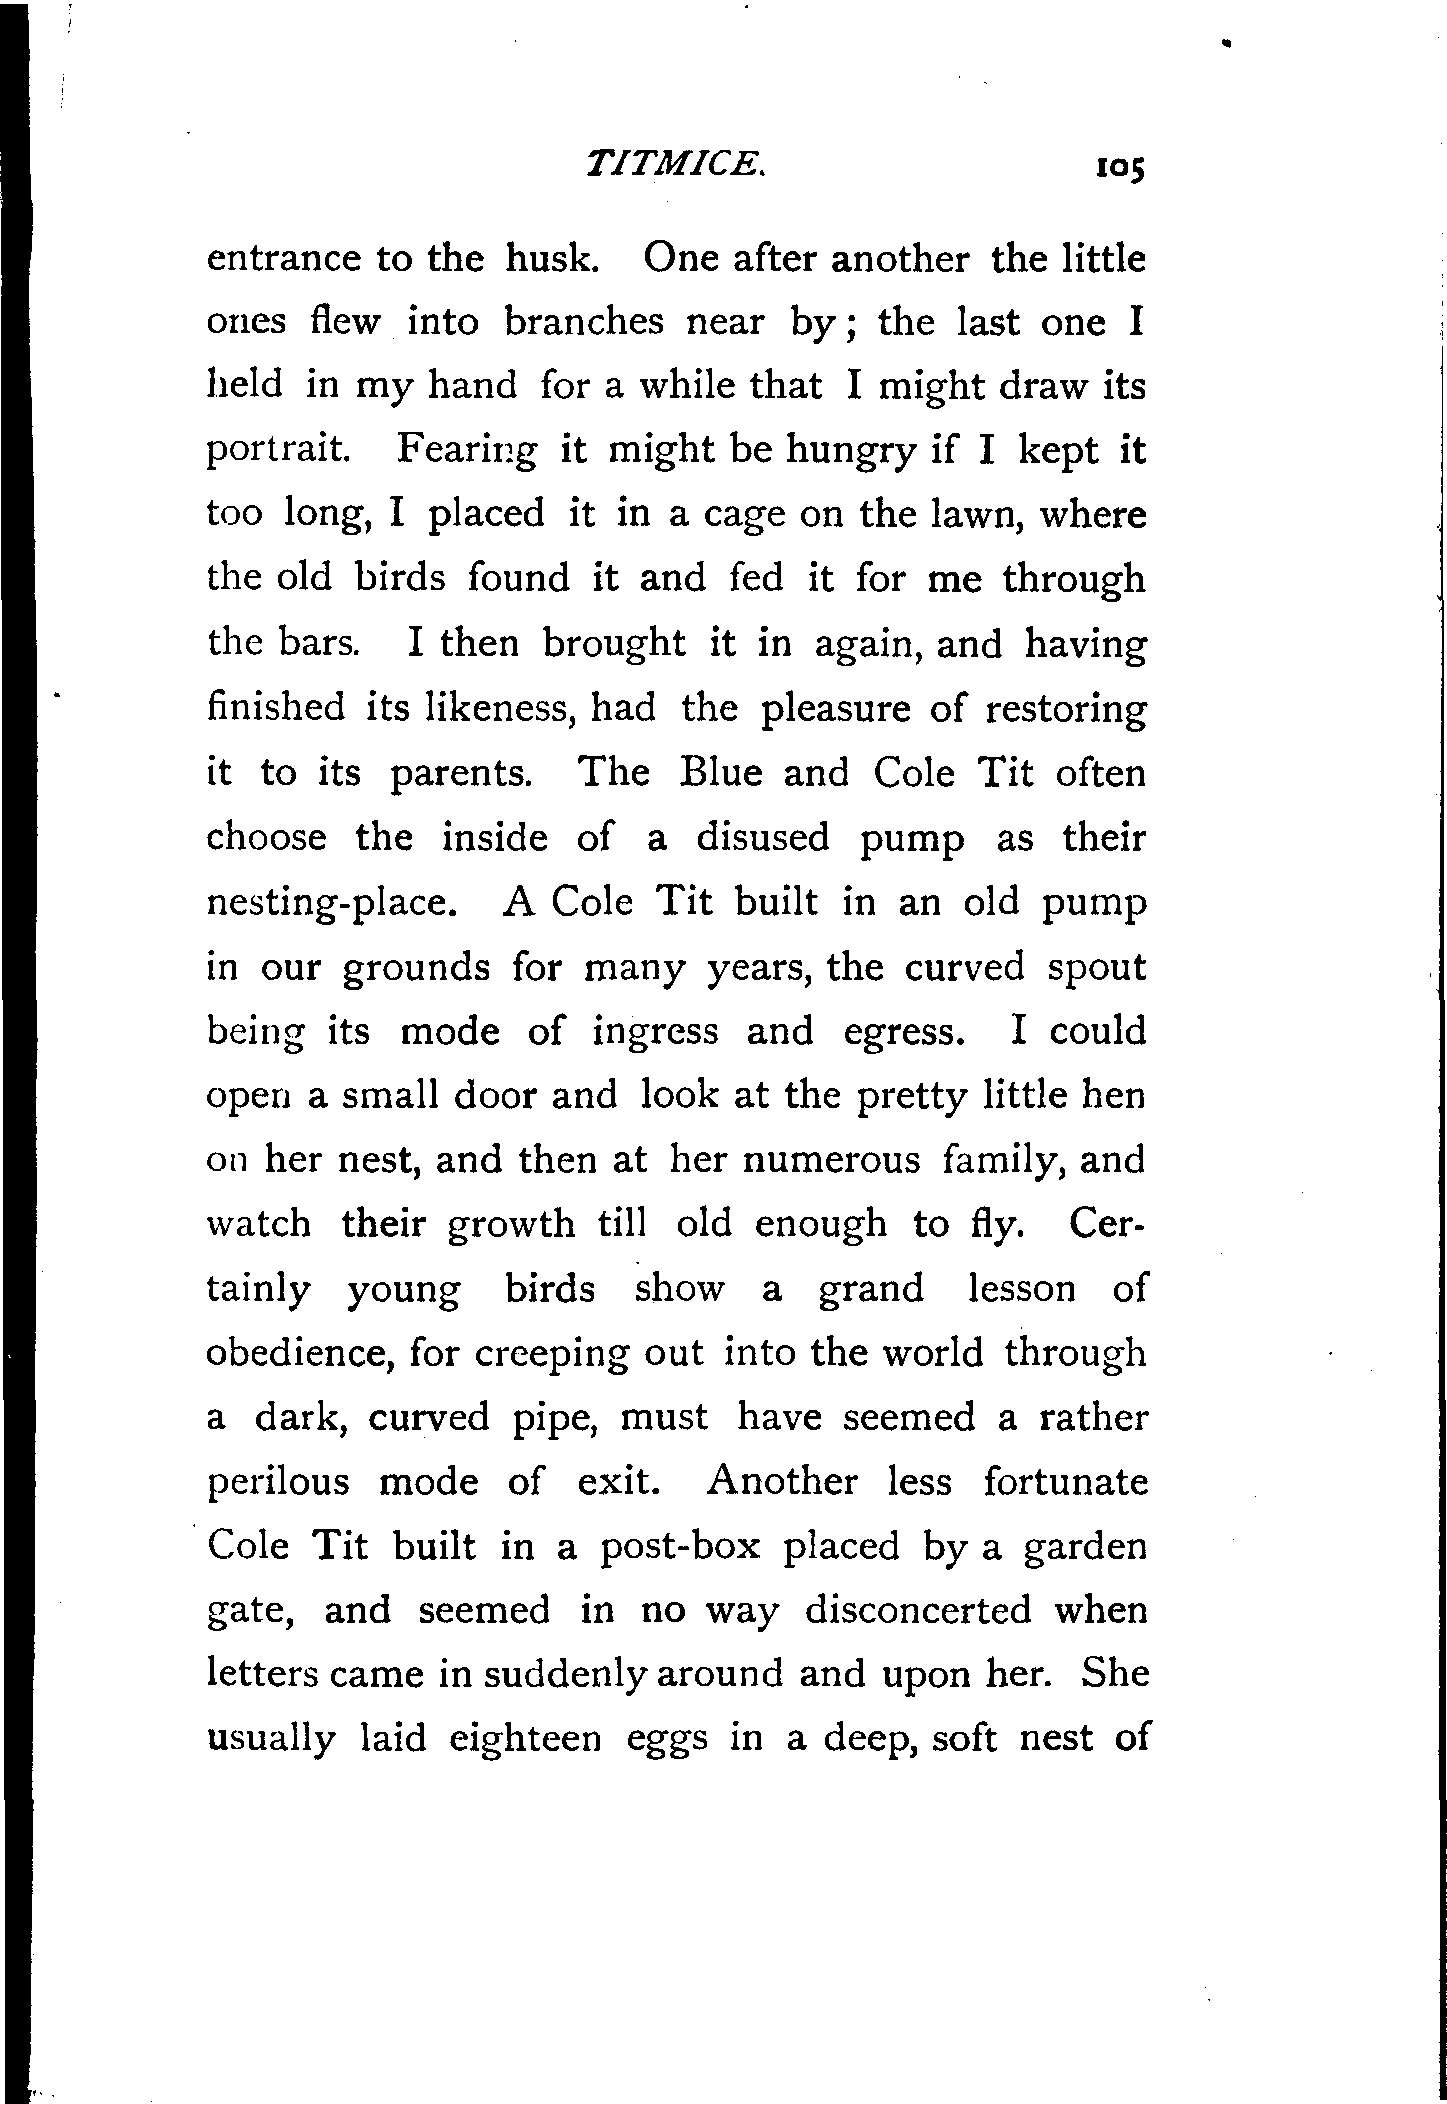 TITMICE. 105
entrance to the husk. One after another the little
ones flew into branches near by; the last one I
held in my hand for a while that I might draw its
portrait. Fearing it might be hungry if I kept it
too long, I placed it in a cage on the lawn, where
the old birds found it and fed it for me through
the bars. I then brought it in again, and having
finished its likeness, had the pleasure of restoring
it to its parents. The Blue and Cole Tit often
choose the inside of a disused pump as their
nesting-place. A Cole Tit built in an old pump
in our grounds for many years, the curved spout
being its mode of ingress and egress. I could
open a small door and look at the pretty little hen
on her nest, and then at her numerous family, and
watch their growth till old enough to fly. Cer-
tainly young birds show a grand lesson of
obedience, for creeping out into the world through
a dark, curved pipe, must have seemed a rather
perilous mode of exit. Another less fortunate
Cole Tit built in a post-box placed by a garden
gate, and seemed in no way disconcerted when
letters came in suddenly around and upon her. She
usually laid eighteen eggs in a deep, soft nest of